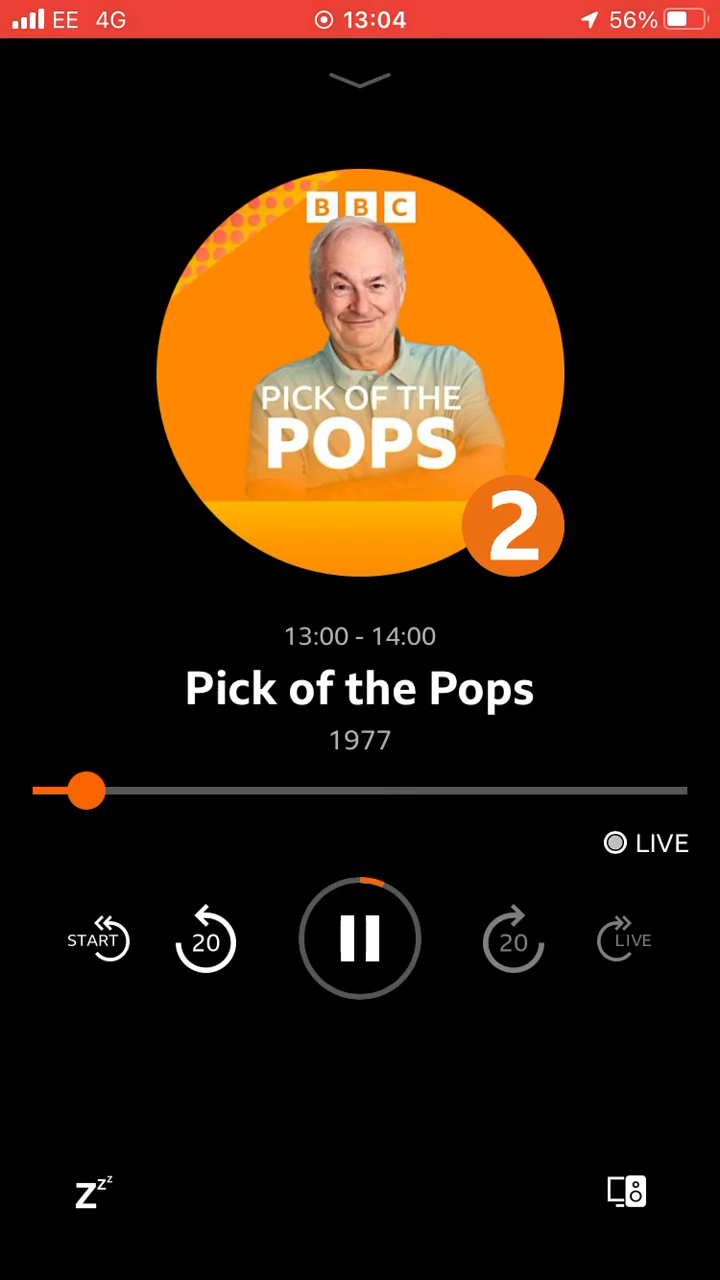 EE 4G 13:04 56%
BBC
PICK OF THE
POPS
2
13:00 - 14:00
Pick of the Pops
1977
LIVE
START 20 20 LIVE
Zzz